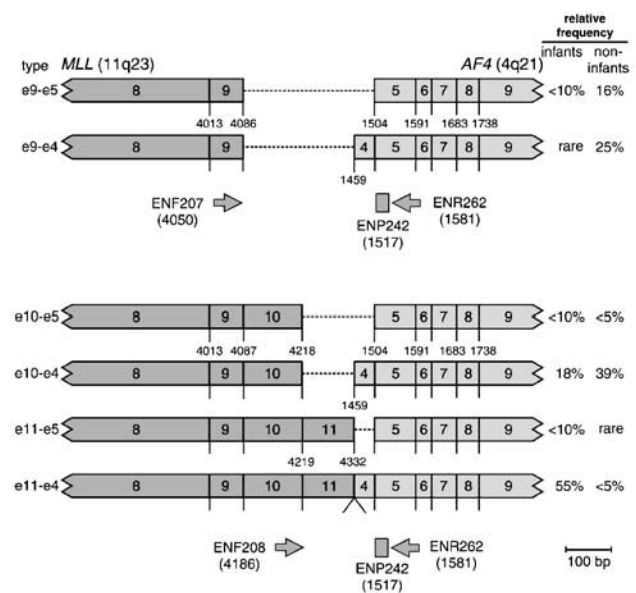 relative
frequency
type MLL (11q23) AF4 (4q21) infants non-
infants
e9-e5 8 9 5 6 7 8 9 <10% 16%
4013 4086 1504 1591 1683 1738
e9-e4 8 9 4 5 6 7 8 9 rare 25%
1459
ENF207
(4050)
ENP242
(1517)
ENR262
(1581)
e10-e5 8 9 10 5 6 7 8 9 <10% <5%
4013 4087 4218 1504 1591 1683 1738
e10-e4 8 9 10 4 5 6 7 8 9 18% 39%
1459
e11-e5 8 9 10 11 5 6 7 8 9 <10% rare
4219 4332
e11-e4 8 9 10 11 4 5 6 7 8 9 55% <5%
ENF208
(4186)
ENP242
(1517)
ENR262
(1581)
100 bp